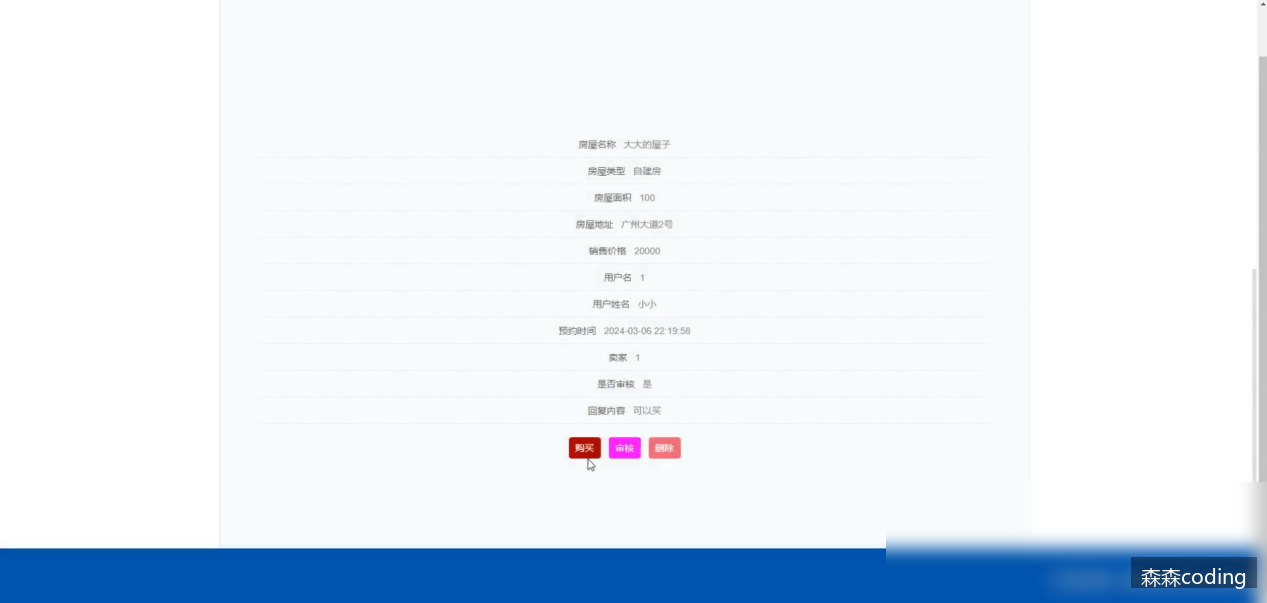 房屋名称 大大的屋子
房屋类型 自建房
房屋面积 100
房屋地址 广州大道2号
销售价格 20000
用户名 1
用户姓名 小小
预约时间 2024-03-06 22:19:58
卖家 1
是否审核 是
回复内容 可以买
购买 审核 删除
森森coding